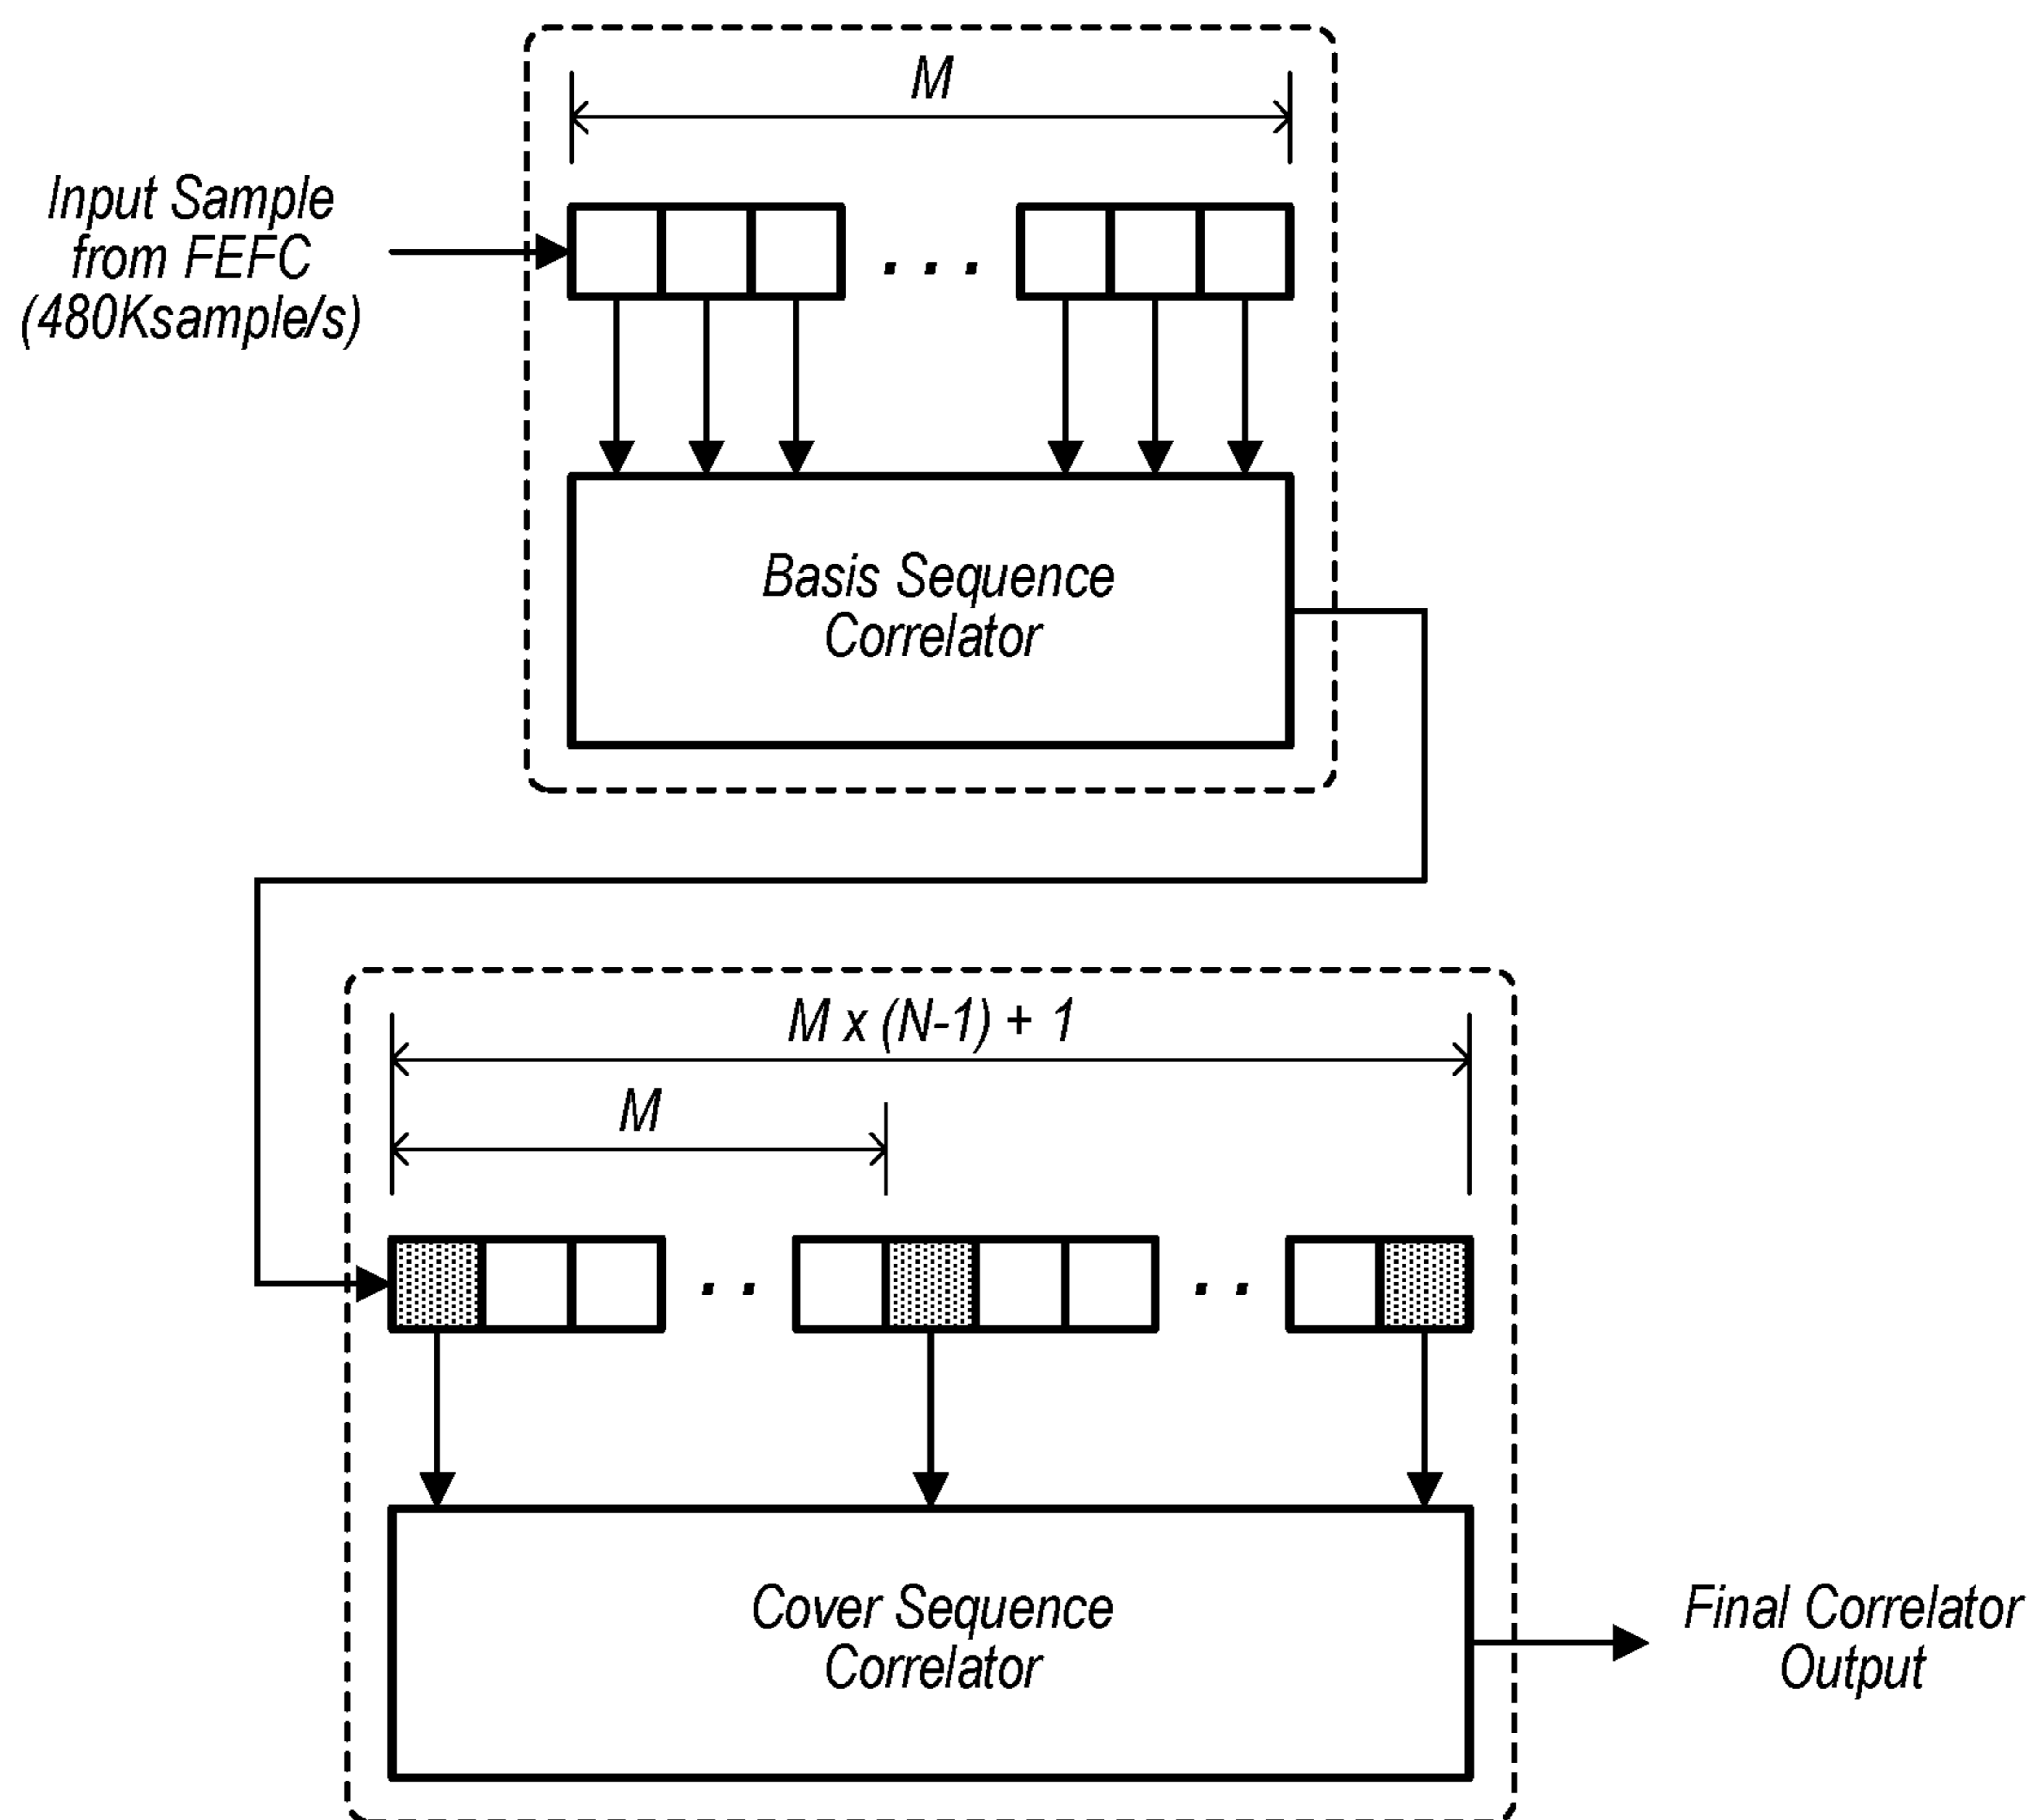 M
Input Sample
from FEFC
(480Ksample/s)
. . .
Basis Sequence
Correlator
M x (N-1) + 1
M
. .
. .
Cover Sequence
Correlator
Final Correlator
Output